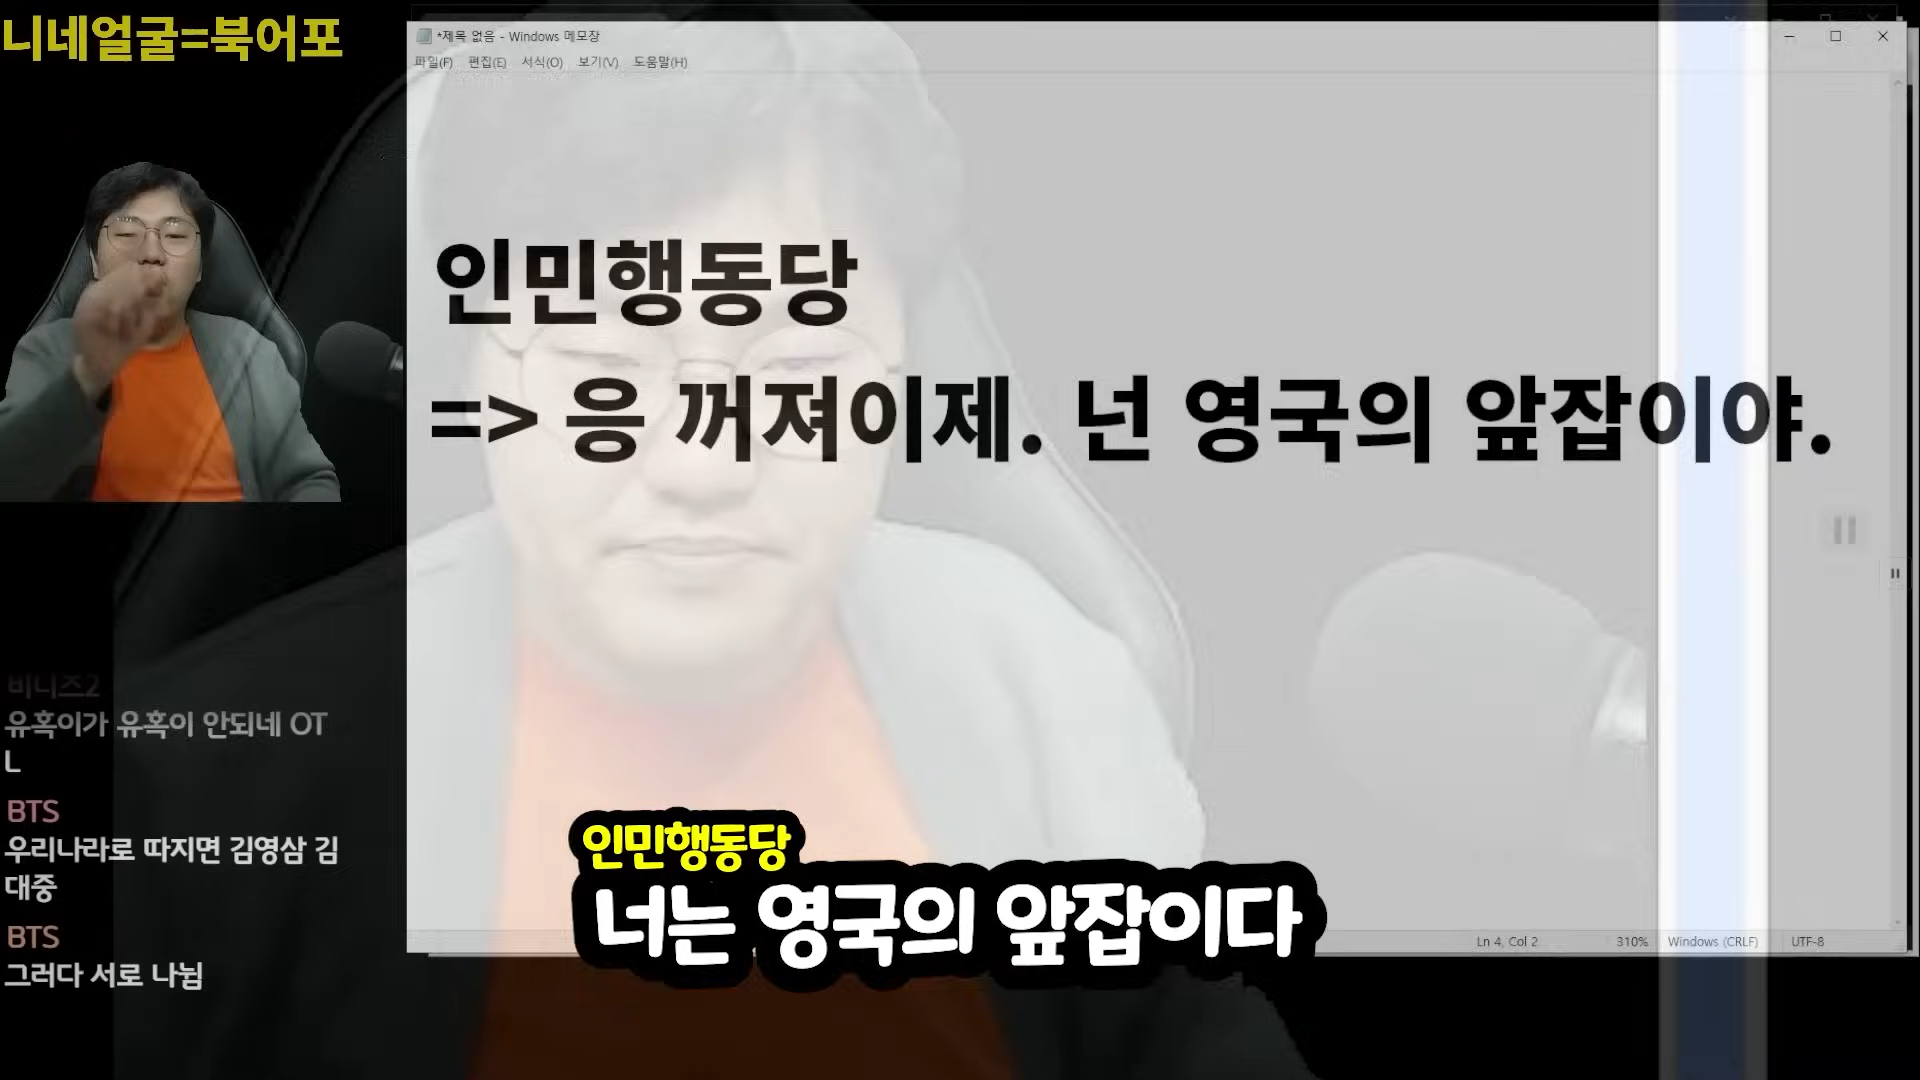 니네얼굴=북어포
*제목 없음 - Windows 메모장
파일(F) 편집(E) 서식(O) 보기(V) 도움말(H)
인민행동당
=> 응 꺼져이제. 넌 영국의 앞잡이야.
비니즈2
유혹이가 유혹이 안되네 OT
L
BTS
우리나라로 따지면 김영삼 김
대중
BTS
그러다 서로 나뉨
인민행동당
너는 영국의 앞잡이다
Ln 4, Col 2 310% Windows (CRLF) UTF-8